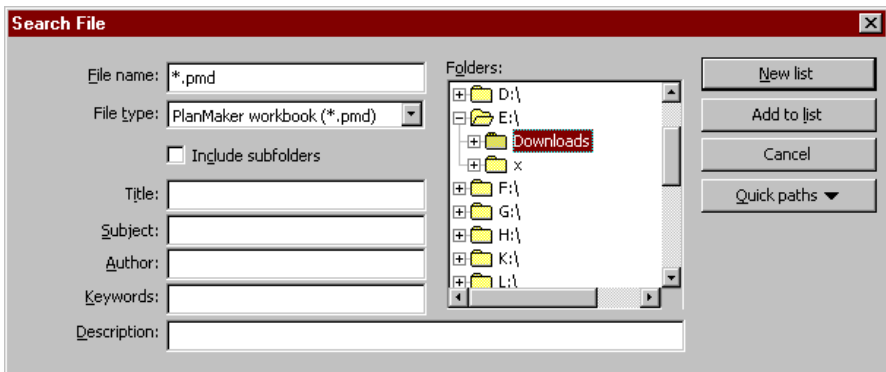 Search File
File name: *.pmd
File type: PlanMaker workbook (*.pmd)
Include subfolders
Title:
Subject:
Author:
Keywords:
Description:
Folders:
D:\
E:\
Downloads
x
F:\
G:\
H:\
K:\
L:\
New list
Add to list
Cancel
Quick paths